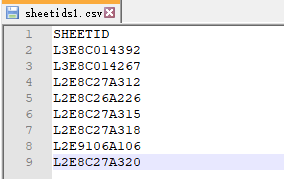 sheetids1.csv
1 SHEETID
2 L3E8C014392
3 L3E8C014267
4 L2E8C27A312
5 L2E8C26A226
6 L2E8C27A315
7 L2E8C27A318
8 L2E9106A106
9 L2E8C27A320